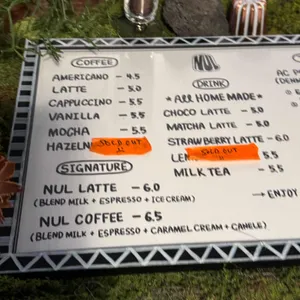 COFFEE
AMERICANO - 4.5
LATTE - 5.0
CAPPUCCINO - 5.5
VANILLA - 5.5
MOCHA - 5.5
HAZELN SOLD OUT
SIGNATURE
NUL LATTE - 6.0
(BLEND MILK + ESPRESSO + ICE CREAM)
NUL COFFEE - 6.5
(BLEND MILK + ESPRESSO + CARAMEL CREAM + CANELE)
NUL
DRINK
*All HOME MADE*
CHOCO LATTE - 5.0
MATCHA LATTE - 5.0
STRAWBERRY LATTE - 6.0
LE SOLD OUT 5.5
MILK TEA - 5.5
AC
→ ENJOY